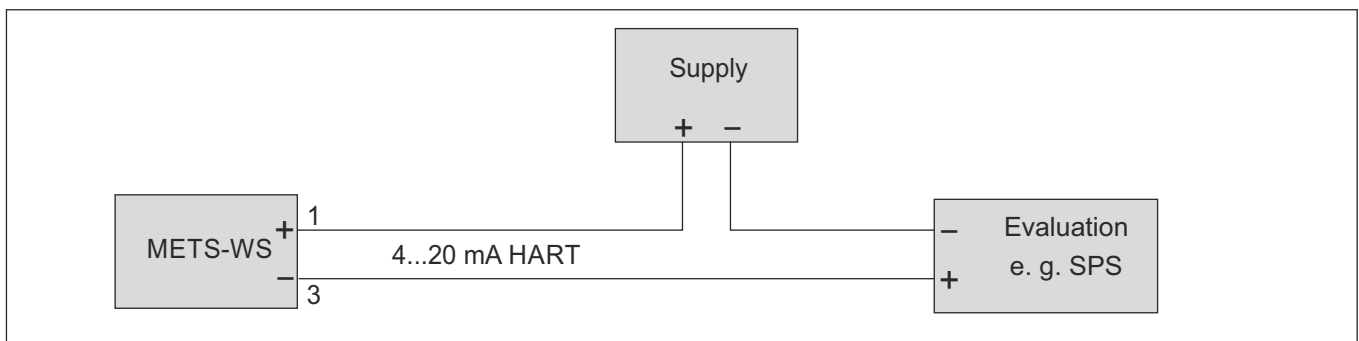 Supply
+ −
METS-WS
+ 1
− 3
4...20 mA HART
− Evaluation
+ e. g. SPS